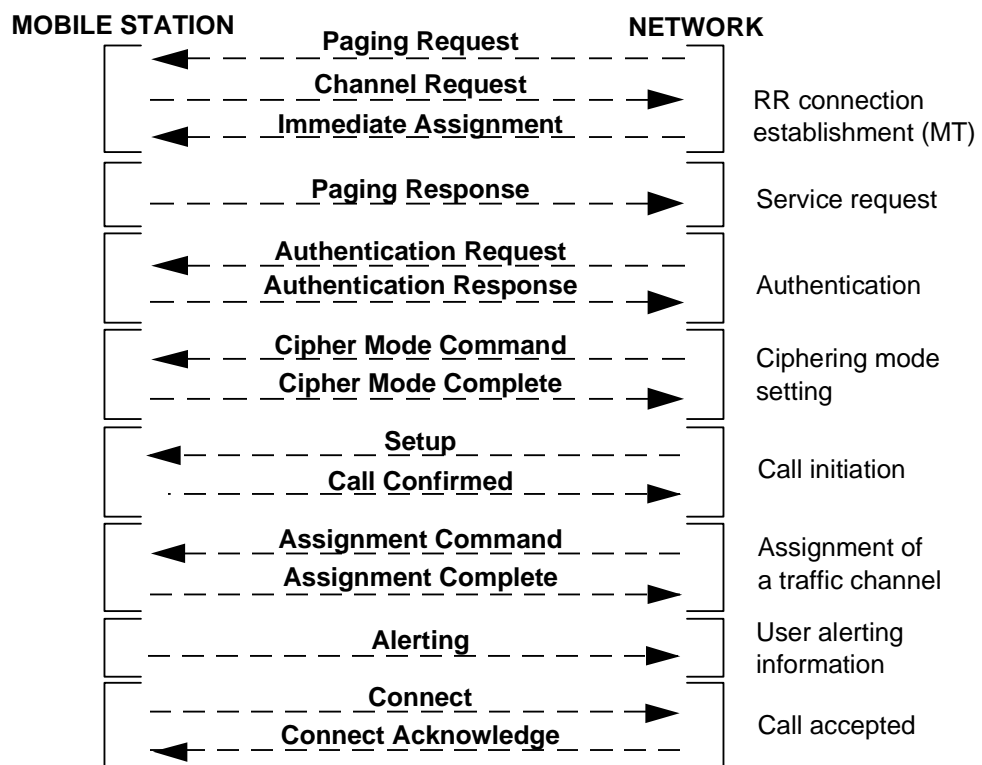 MOBILE STATION
NETWORK
Paging Request
Channel Request
Immediate Assignment
RR connection
establishment (MT)
Paging Response
Service request
Authentication Request
Authentication Response
Authentication
Cipher Mode Command
Cipher Mode Complete
Ciphering mode
setting
Setup
Call Confirmed
Call initiation
Assignment Command
Assignment Complete
Assignment of
a traffic channel
Alerting
User alerting
information
Connect
Connect Acknowledge
Call accepted